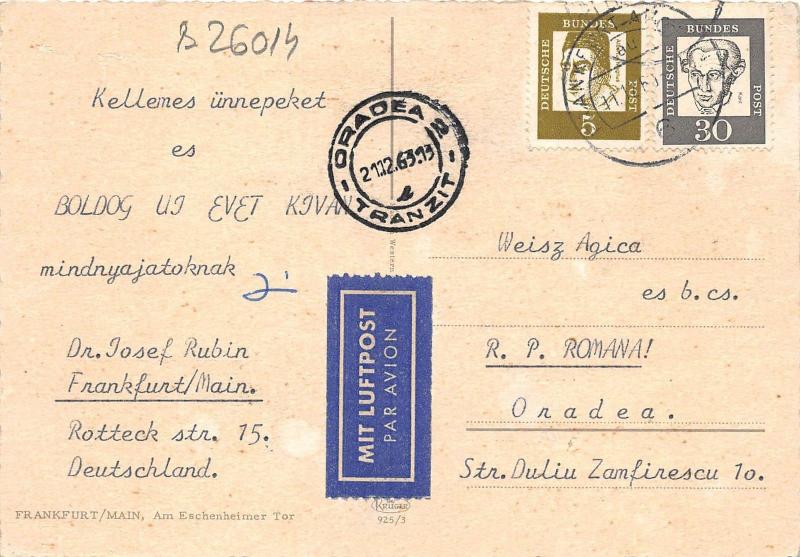 B 26014
Kellemes ünnepeket
es
BOLDOG UJ EVET KIVAN
mindnyajatoknak
Dr. Iosef Rubin
Frankfurt/Main.
Rotteck str. 15.
Deutschland.
FRANKFURT/MAIN, Am Eschenheimer Tor
ORADEA 2
21.12.63.13
TRANZIT
MIT LUFTPOST
PAR AVION
KRÜGER
925/3
DEUTSCHE BUNDES POST
5
DEUTSCHE BUNDES POST
30
Weisz Agica
es b.cs.
R. P. ROMANA!
Oradea.
Str. Duliu Zamfirescu 10.